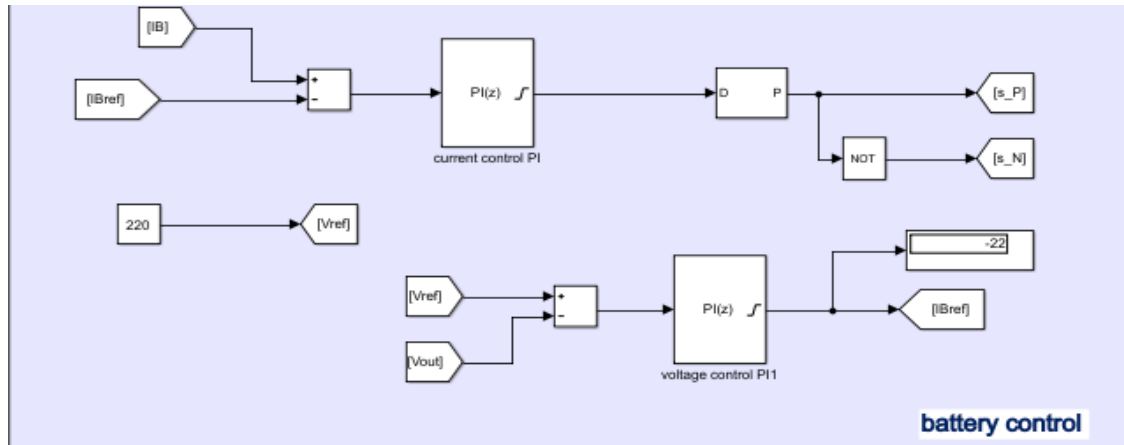 [IB]
+
−
[IBref]
PI(z)
current control PI
D P
[s_P]
NOT
[s_N]
220
[Vref]
-22
[Vref]
+
−
PI(z)
[IBref]
[Vout]
voltage control PI1
battery control